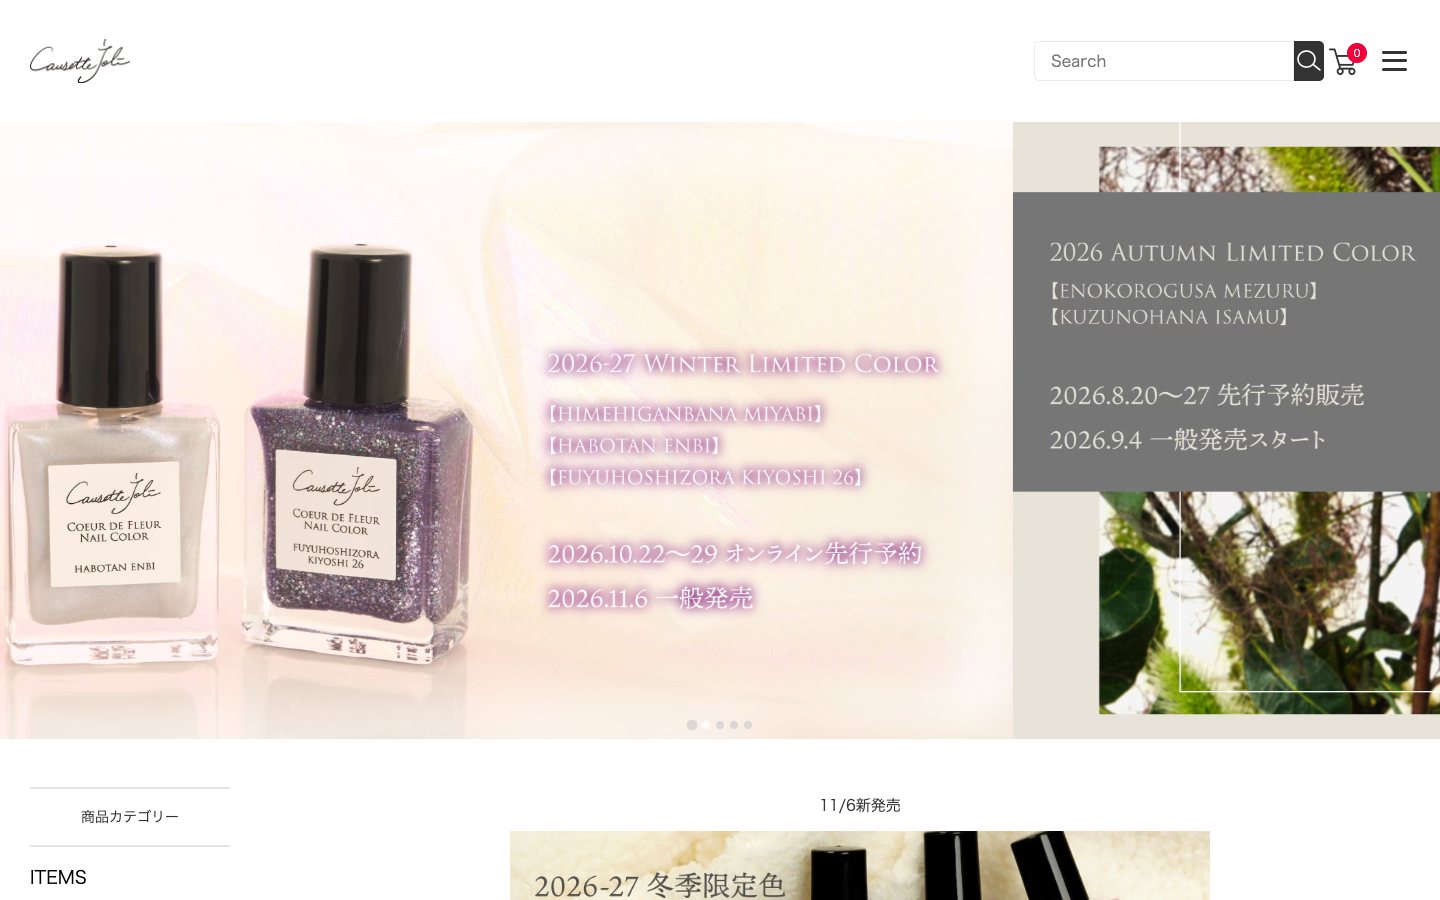 Causette Joli
Search
0
2026-27 Winter Limited Color
【HIMEHIGANBANA MIYABI】
【HABOTAN ENBI】
【FUYUHOSHIZORA KIYOSHI 26】
2026.10.22〜29 オンライン先行予約
2026.11.6 一般発売
Causette Joli
COEUR DE FLEUR
NAIL COLOR
HABOTAN ENBI
Causette Joli
COEUR DE FLEUR
NAIL COLOR
FUYUHOSHIZORA
KIYOSHI 26
2026 Autumn Limited Color
【ENOKOROGUSA MEZURU】
【KUZUNOHANA ISAMU】
2026.8.20〜27 先行予約販売
2026.9.4 一般発売スタート
商品カテゴリー
ITEMS
11/6新発売
2026-27 冬季限定色